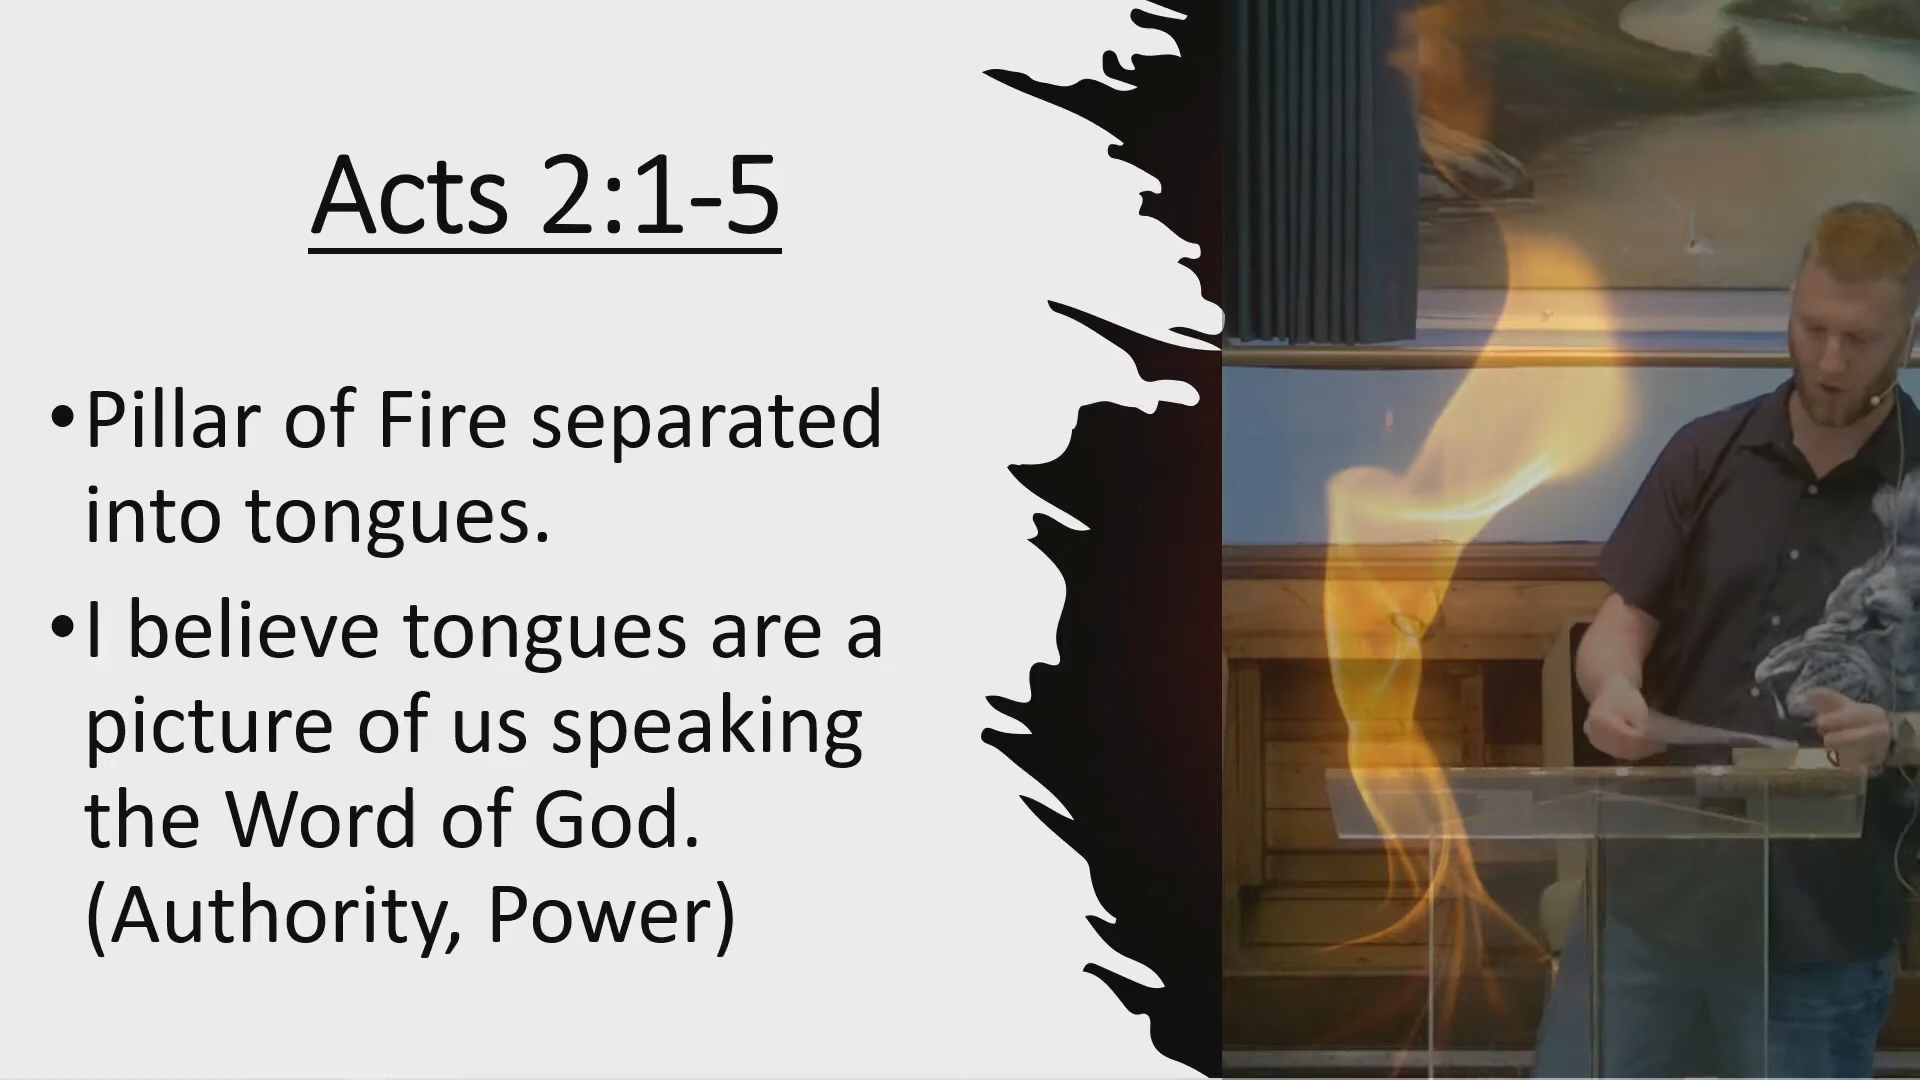 Acts 2:1-5
•Pillar of Fire separated
into tongues.
•I believe tongues are a
picture of us speaking
the Word of God.
(Authority, Power)